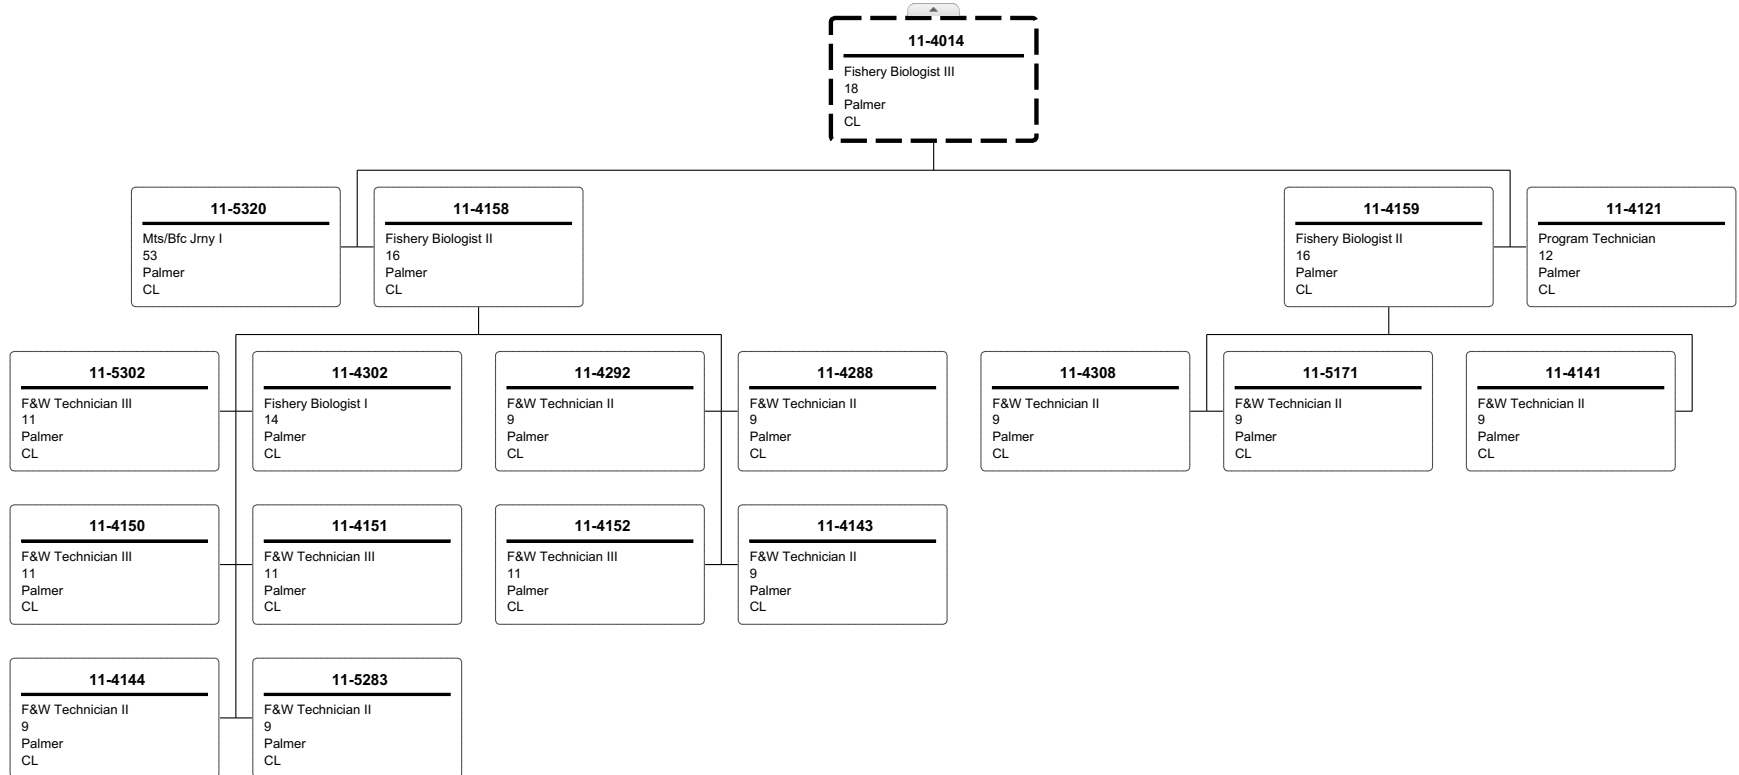 11-4014
Fishery Biologist III
18
Palmer
CL
11-5320
Mts/Bfc Jrny I
53
Palmer
CL
11-4158
Fishery Biologist II
16
Palmer
CL
11-4159
Fishery Biologist II
16
Palmer
CL
11-4121
Program Technician
12
Palmer
CL
11-5302
F&W Technician III
11
Palmer
CL
11-4302
Fishery Biologist I
14
Palmer
CL
11-4292
F&W Technician II
9
Palmer
CL
11-4288
F&W Technician II
9
Palmer
CL
11-4308
F&W Technician II
9
Palmer
CL
11-5171
F&W Technician II
9
Palmer
CL
11-4141
F&W Technician II
9
Palmer
CL
11-4150
F&W Technician III
11
Palmer
CL
11-4151
F&W Technician III
11
Palmer
CL
11-4152
F&W Technician III
11
Palmer
CL
11-4143
F&W Technician II
9
Palmer
CL
11-4144
F&W Technician II
9
Palmer
CL
11-5283
F&W Technician II
9
Palmer
CL